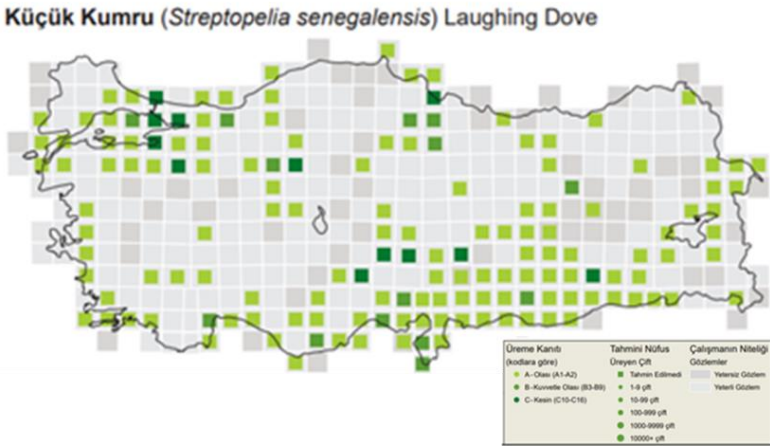 Küçük Kumru (Streptopelia senegalensis) Laughing Dove
Üreme Kanıtı
(kodlara göre)
A- Olası (A1-A2)
B- Kuvvetle Olası (B3-B9)
C- Kesin (C10-C16)
Tahmini Nüfus
Üreyen Çift
Tahmin Edilmedi
1-9 çift
10-99 çift
100-999 çift
1000-9999 çift
10000+ çift
Çalışmanın Niteliği
Gözlemler
Yetersiz Gözlem
Yeterli Gözlem